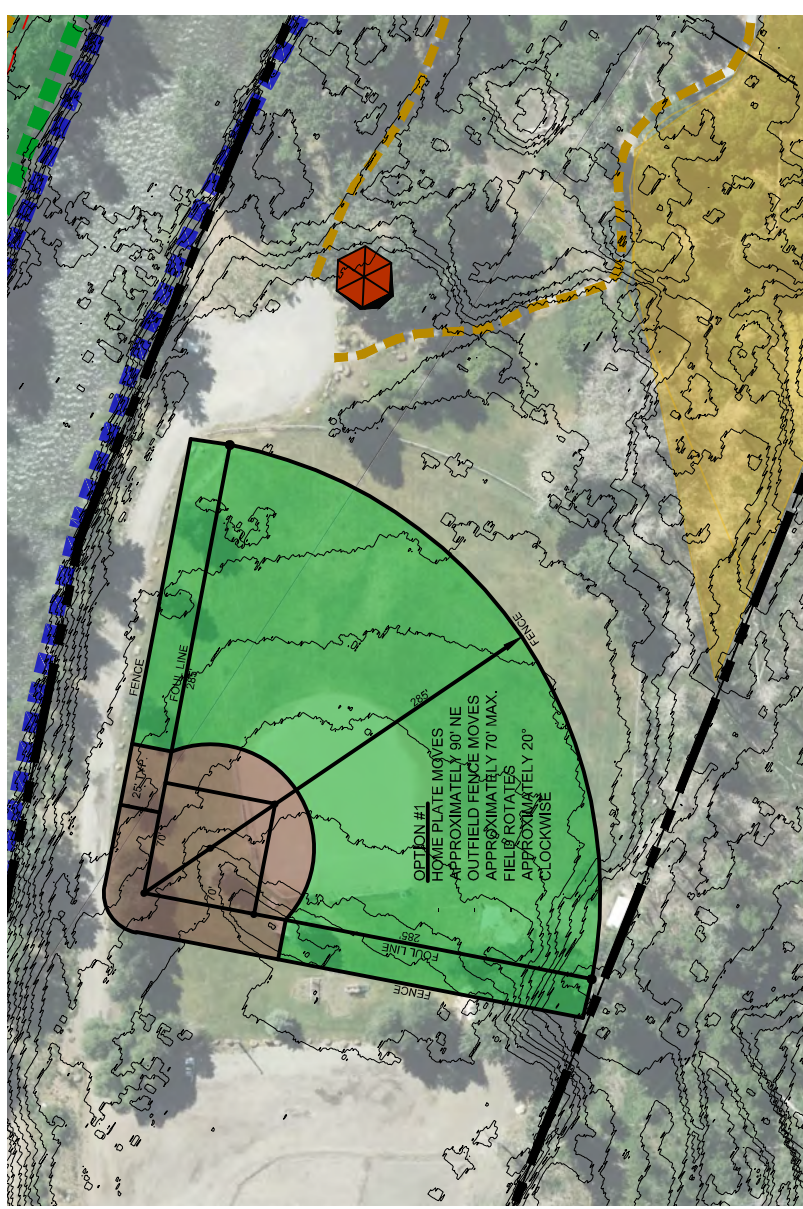 OPTION #1
HOME PLATE MOVES
APPROXIMATELY 90' NE
OUTFIELD FENCE MOVES
APPROXIMATELY 70' MAX.
FIELD ROTATES
APPROXIMATELY 20°
CLOCKWISE
FENCE
FOUL LINE
285'
FENCE
285'
25' TYP.
70'
70'
285'
FOUL LINE
FENCE